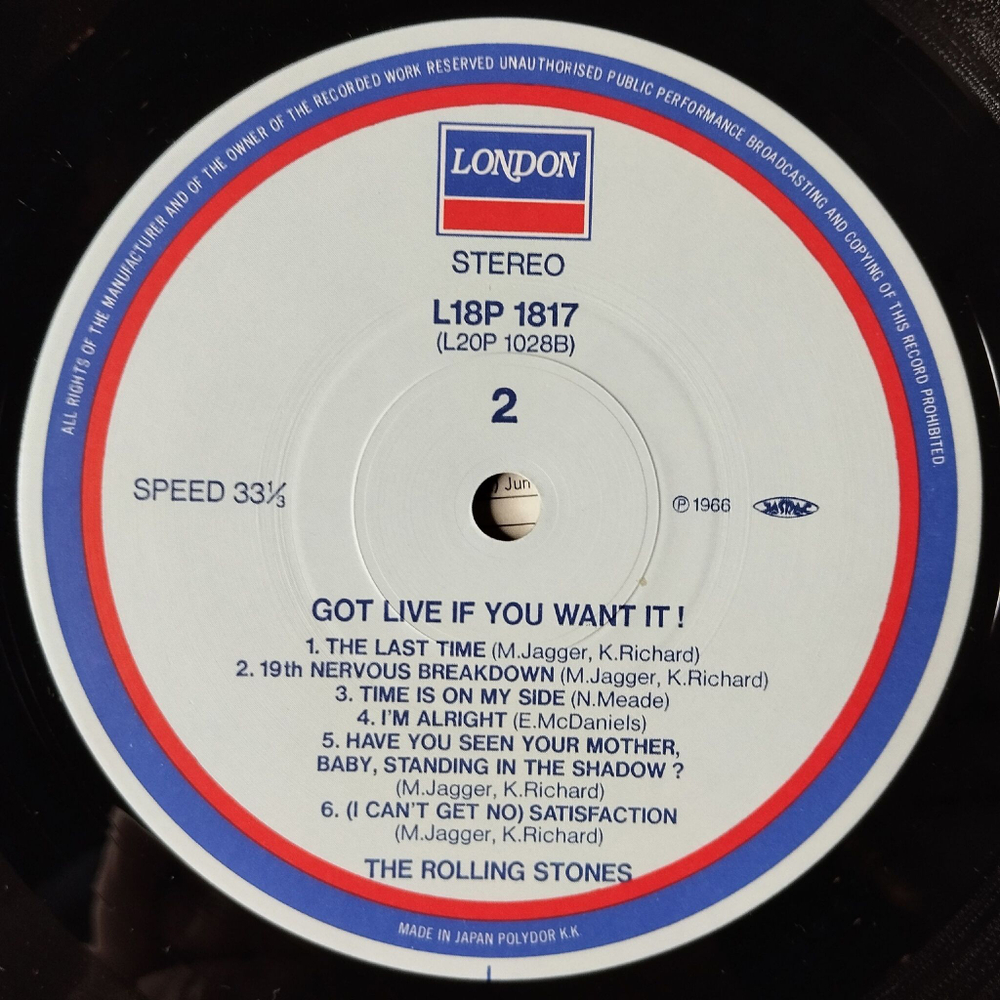 ALL RIGHTS OF THE MANUFACTURER AND OF THE OWNER OF THE RECORDED WORK RESERVED UNAUTHORISED PUBLIC PERFORMANCE BROADCASTING AND COPYING OF THIS RECORD PROHIBITED.
LONDON
STEREO
L18P 1817
(L20P 1028B)
2
) Jun
SPEED 33⅓
℗ 1966
JASRAC
GOT LIVE IF YOU WANT IT !
1. THE LAST TIME (M.Jagger, K.Richard)
2. 19th NERVOUS BREAKDOWN (M.Jagger, K.Richard)
3. TIME IS ON MY SIDE (N.Meade)
4. I'M ALRIGHT (E.McDaniels)
5. HAVE YOU SEEN YOUR MOTHER,
BABY, STANDING IN THE SHADOW ?
(M.Jagger, K.Richard)
6. (I CAN'T GET NO) SATISFACTION
(M.Jagger, K.Richard)
THE ROLLING STONES
MADE IN JAPAN POLYDOR K.K